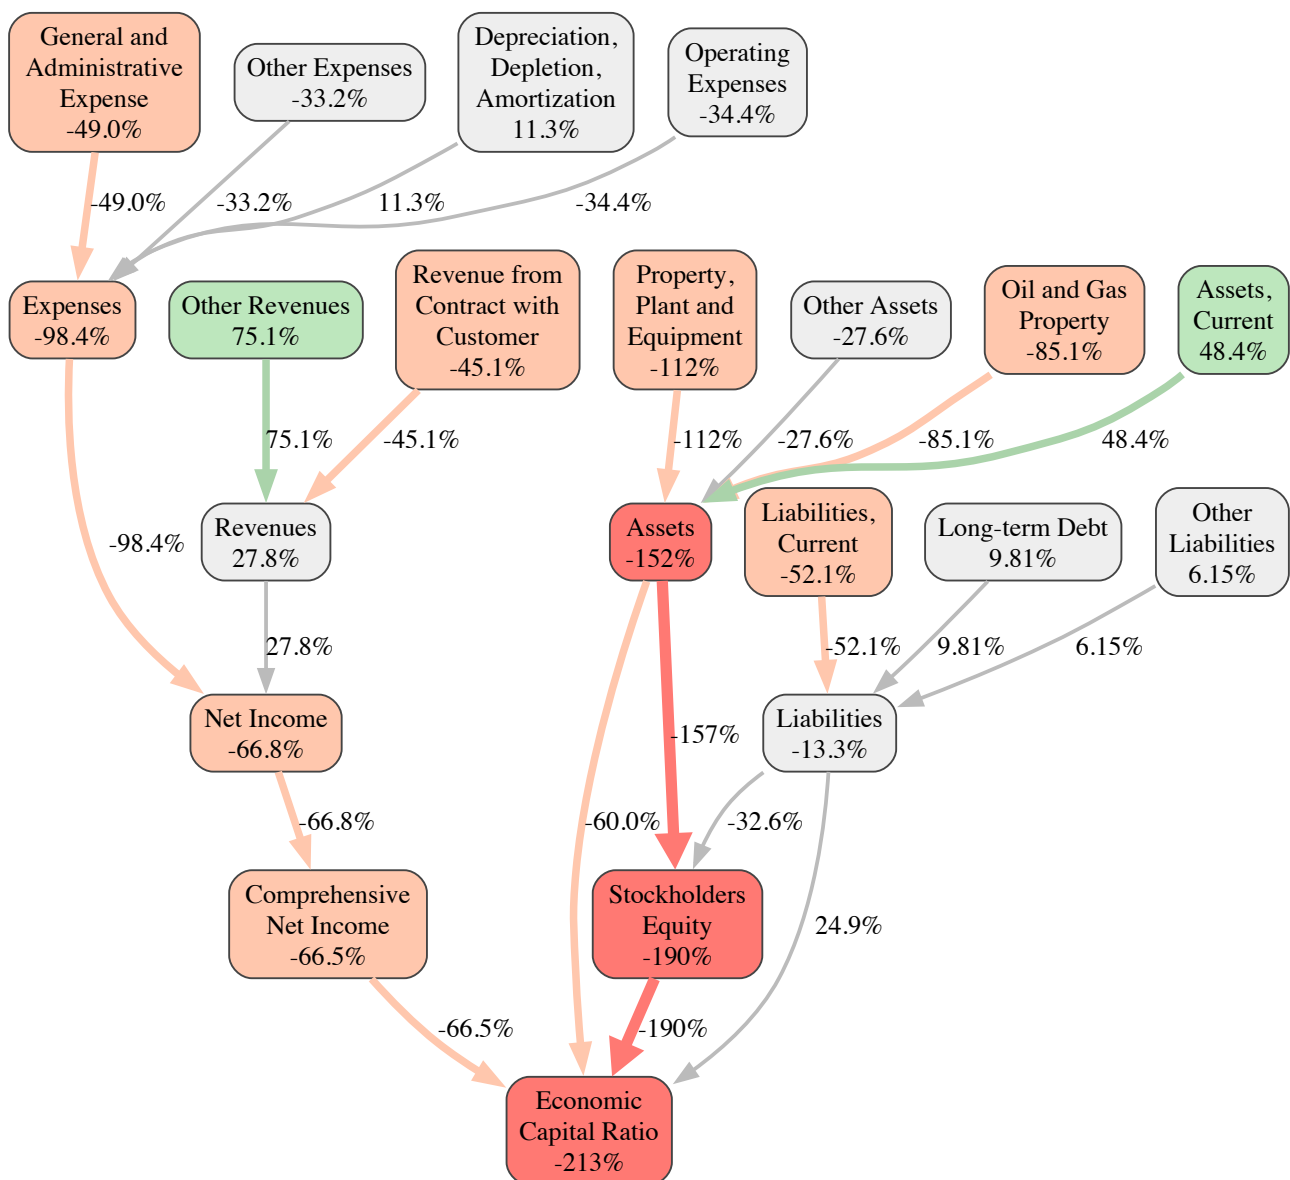 General and
Administrative
Expense
-49.0%
Other Expenses
-33.2%
Depreciation,
Depletion,
Amortization
11.3%
Operating
Expenses
-34.4%
-49.0%
-33.2%
11.3%
-34.4%
Expenses
-98.4%
Other Revenues
75.1%
Revenue from
Contract with
Customer
-45.1%
Property,
Plant and
Equipment
-112%
Other Assets
-27.6%
Oil and Gas
Property
-85.1%
Assets,
Current
48.4%
75.1%
-45.1%
-112%
-27.6%
-85.1%
48.4%
-98.4%
Revenues
27.8%
Assets
-152%
Liabilities,
Current
-52.1%
Long-term Debt
9.81%
Other
Liabilities
6.15%
27.8%
-52.1%
9.81%
6.15%
Net Income
-66.8%
-157%
Liabilities
-13.3%
-66.8%
-60.0%
-32.6%
Comprehensive
Net Income
-66.5%
Stockholders
Equity
-190%
24.9%
-66.5%
-190%
Economic
Capital Ratio
-213%